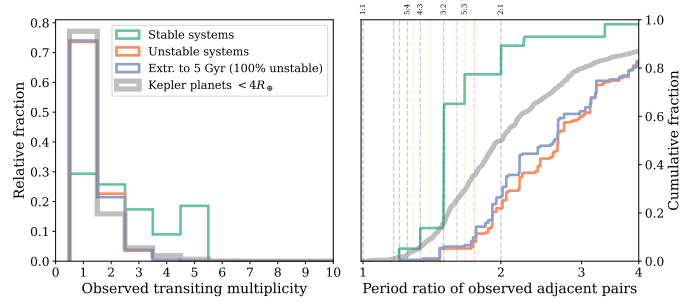 1:1
5:4
4:3
3:2
5:3
2:1
0.8
0.7
0.6
0.5
0.4
0.3
0.2
0.1
0.0
Relative fraction
Stable systems
Unstable systems
Extr. to 5 Gyr (100% unstable)
Kepler planets < 4R⊕
0 1 2 3 4 5 6 7 8 9 10
Observed transiting multiplicity
1.0
0.8
0.6
0.4
0.2
0.0
Cumulative fraction
1 2 3 4
Period ratio of observed adjacent pairs